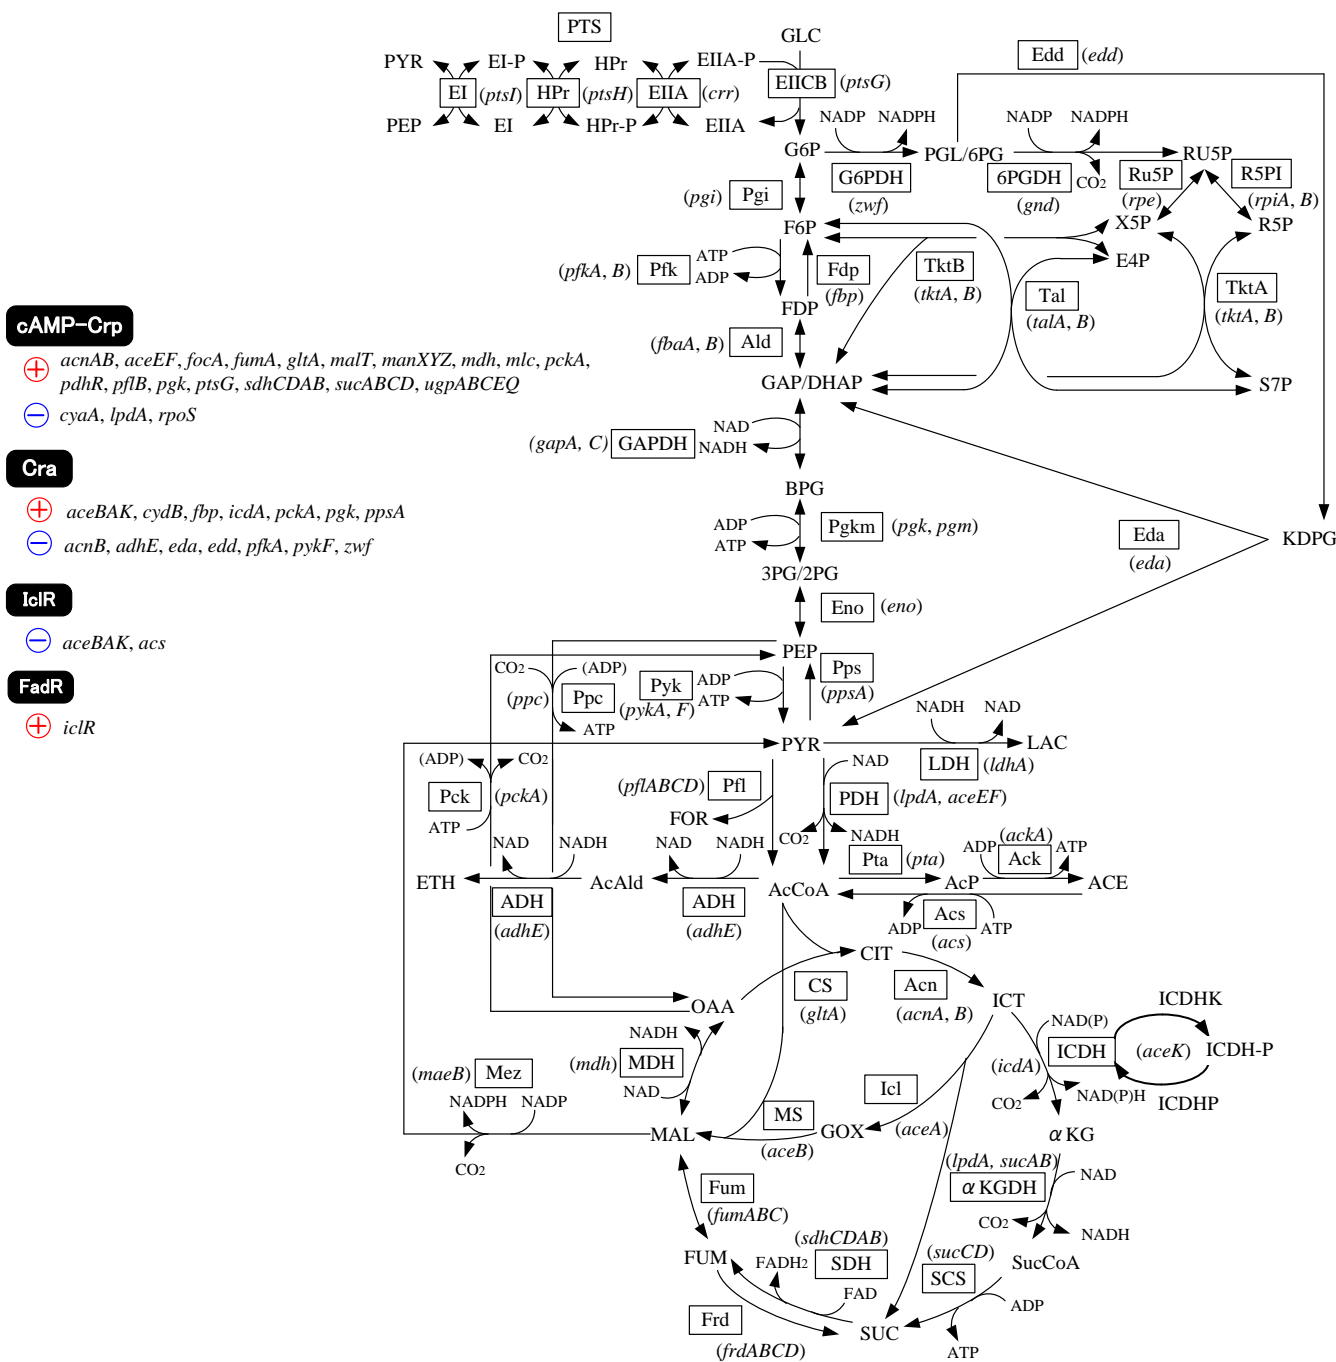 PTS
GLC
PYR EI-P HPr EIIA-P
EI (ptsI) HPr (ptsH) EIIA (crr) EIICB (ptsG)
PEP EI HPr-P EIIA
Edd (edd)
NADP NADPH NADP NADPH
G6P PGL/6PG RU5P
G6PDH 6PGDH CO2 Ru5P R5PI
(zwf) (gnd) (rpe) (rpiA, B)
(pgi) Pgi
F6P X5P R5P
ATP
(pfkA, B) Pfk ADP Fdp TktB E4P
(fbp) (tktA, B) Tal TktA
FDP (talA, B) (tktA, B)
(fbaA, B) Ald
GAP/DHAP S7P
cAMP-Crp
+ acnAB, aceEF, focA, fumA, gltA, malT, manXYZ, mdh, mlc, pckA,
pdhR, pflB, pgk, ptsG, sdhCDAB, sucABCD, ugpABCEQ
− cyaA, lpdA, rpoS
Cra
+ aceBAK, cydB, fbp, icdA, pckA, pgk, ppsA
− acnB, adhE, eda, edd, pfkA, pykF, zwf
IclR
− aceBAK, acs
FadR
+ iclR
NAD
(gapA, C) GAPDH NADH
BPG
ADP
ATP Pgkm (pgk, pgm)
Eda KDPG
(eda)
3PG/2PG
Eno (eno)
PEP
CO2 (ADP) ADP
(ppc) Ppc Pyk ATP Pps
(pykA, F) (ppsA)
ATP
NADH NAD
PYR LAC
LDH (ldhA)
(ADP) CO2
Pck (pckA) (pflABCD) Pfl NAD
PDH (lpdA, aceEF)
ATP FOR
NAD NADH NAD NADH CO2 NADH
(ackA)
Pta (pta) ADP Ack ATP
ETH AcAld AcCoA AcP ACE
ADH ADH Acs
(adhE) (adhE) ADP (acs) ATP
CIT
CS Acn
OAA (gltA) (acnA, B) ICT ICDHK
NADH NAD(P)
(mdh) MDH ICDH (aceK) ICDH-P
NAD (icdA)
(maeB) Mez Icl NAD(P)H
NADPH NADP CO2 ICDHP
MS
MAL GOX (aceA) αKG
(aceB)
CO2
(lpdA, sucAB)
Fum αKGDH NAD
(fumABC) CO2
NADH
(sdhCDAB) (sucCD)
FUM FADH2 SDH SucCoA
SCS
FAD ADP
Frd SUC
(frdABCD) ATP